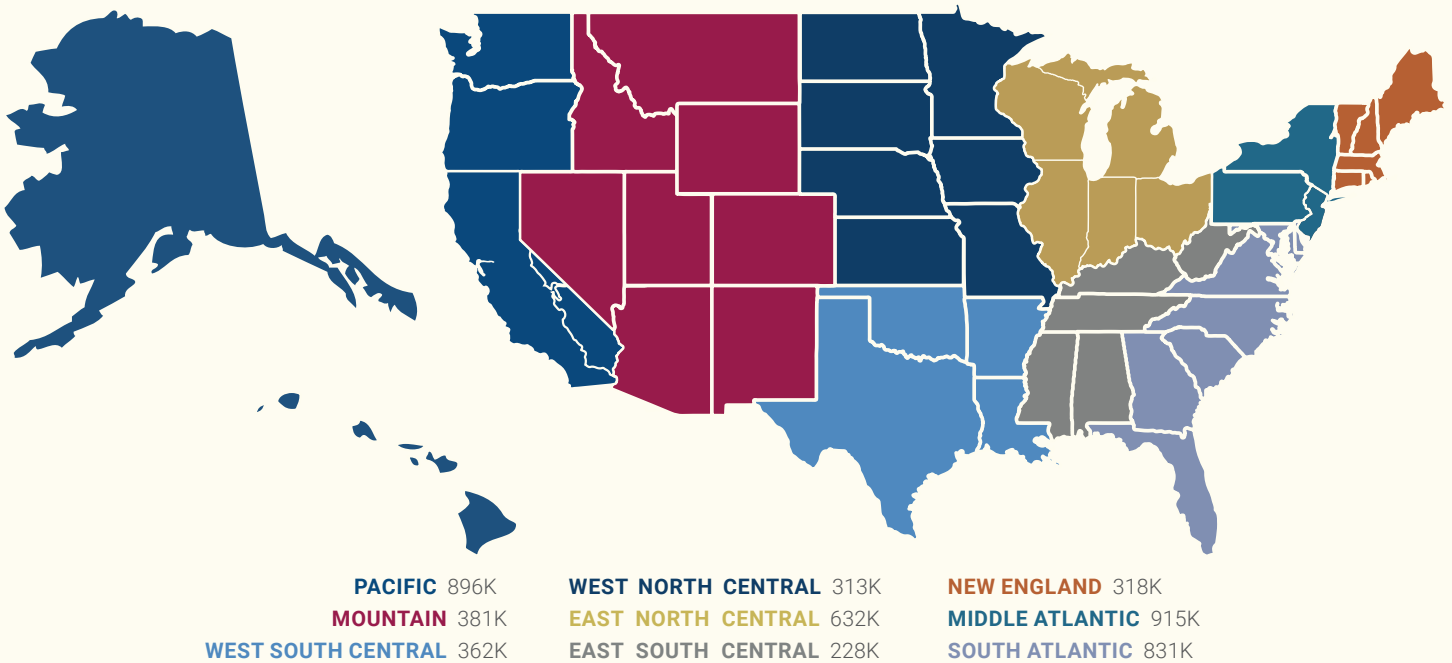 PACIFIC 896K
MOUNTAIN 381K
WEST SOUTH CENTRAL 362K
WEST NORTH CENTRAL 313K
EAST NORTH CENTRAL 632K
EAST SOUTH CENTRAL 228K
NEW ENGLAND 318K
MIDDLE ATLANTIC 915K
SOUTH ATLANTIC 831K